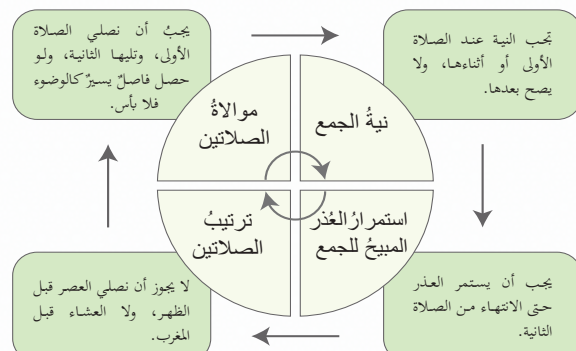 تجب النية عند الصلاة
الأولى أو أثناءها، ولا
يصح بعدها.
نيةُ الجمع
يجب أن يستمر العذر
حتى الانتهاء من الصلاة
الثانية.
استمرارُ العُذر
المبيحُ للجمع
لا يجوز أن نصلي العصر قبل
الظهر، ولا العشاء قبل
المغرب.
ترتيبُ
الصلاتين
يجبُ أن نصلي الصلاة
الأولى، وتليها الثانية، ولو
حصل فاصلٌ يسيرٌ كالوضوء
فلا بأس.
موالاةُ
الصلاتين